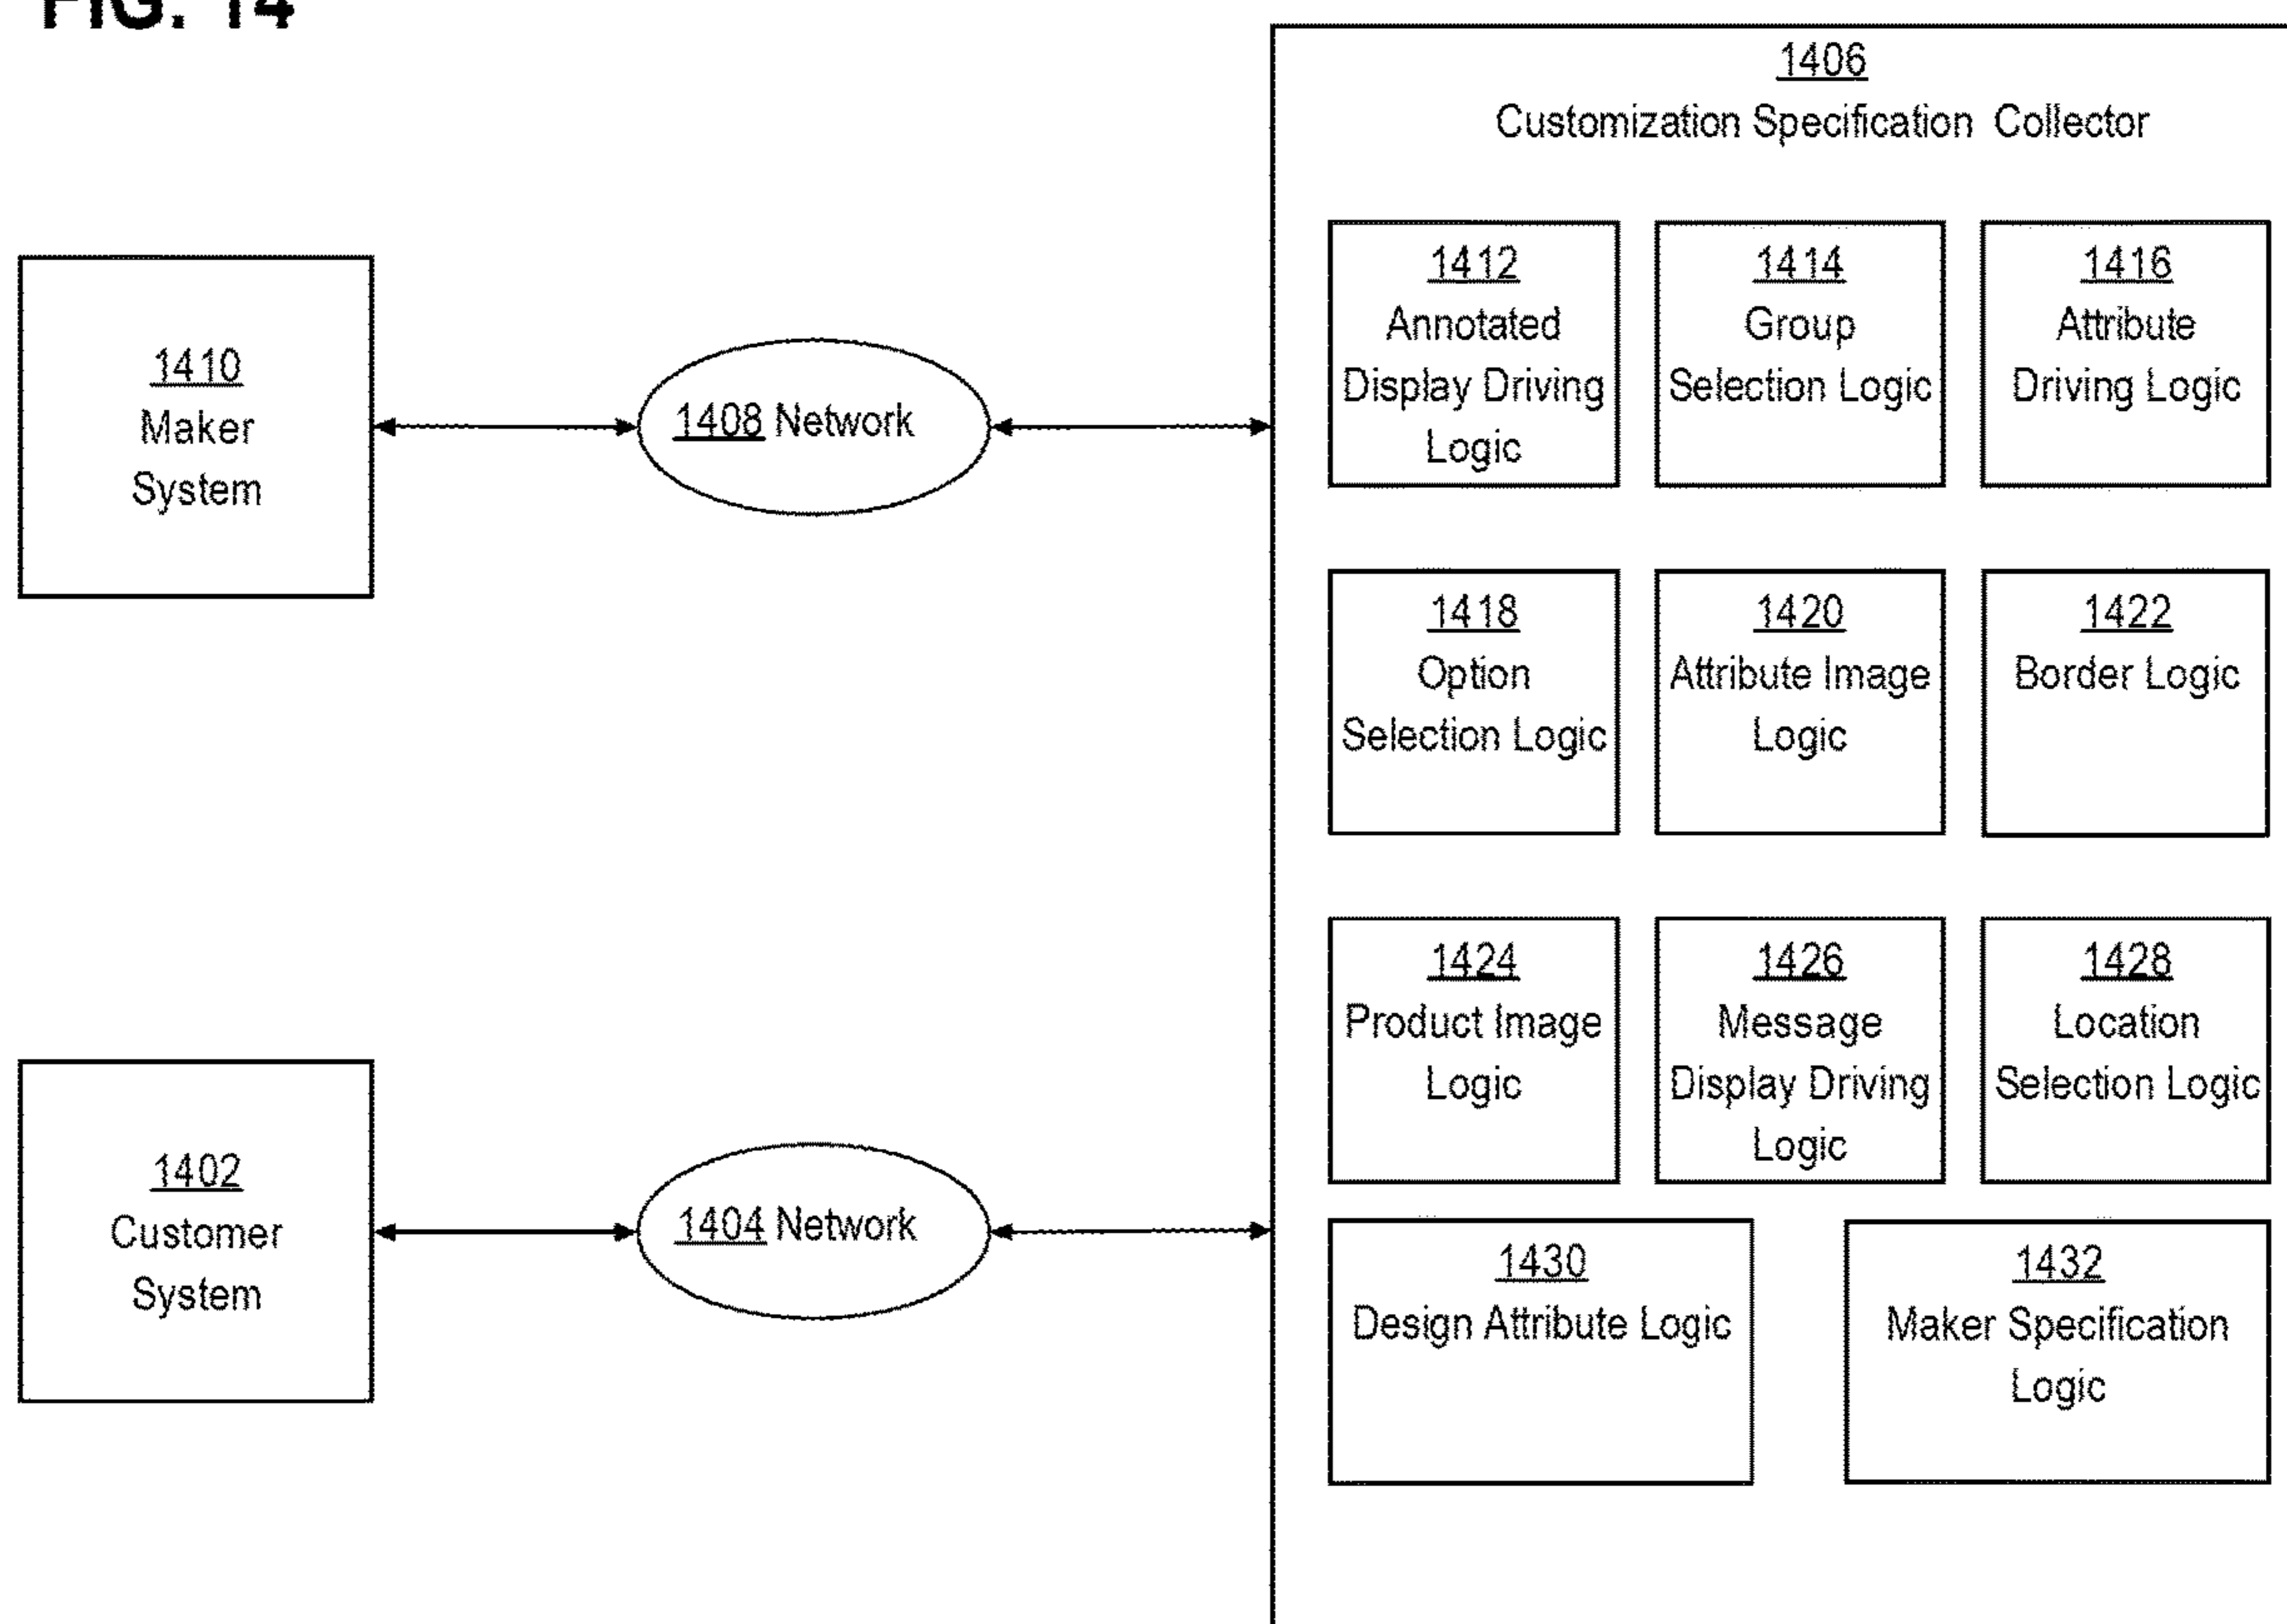 FIG. 14
1406
Customization Specification Collector
1412
Annotated
Display Driving
Logic
1414
Group
Selection Logic
1416
Attribute
Driving Logic
1410
Maker
System
1408 Network
1418
Option
Selection Logic
1420
Attribute Image
Logic
1422
Border Logic
1424
Product Image
Logic
1426
Message
Display Driving
Logic
1428
Location
Selection Logic
1402
Customer
System
1404 Network
1430
Design Attribute Logic
1432
Maker Specification
Logic